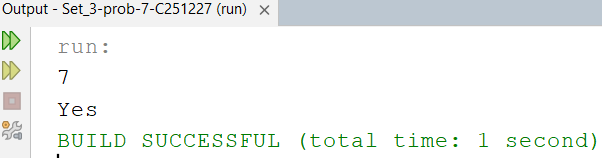 Output - Set_3-prob-7-C251227 (run) ×
run:
7
Yes
BUILD SUCCESSFUL (total time: 1 second)